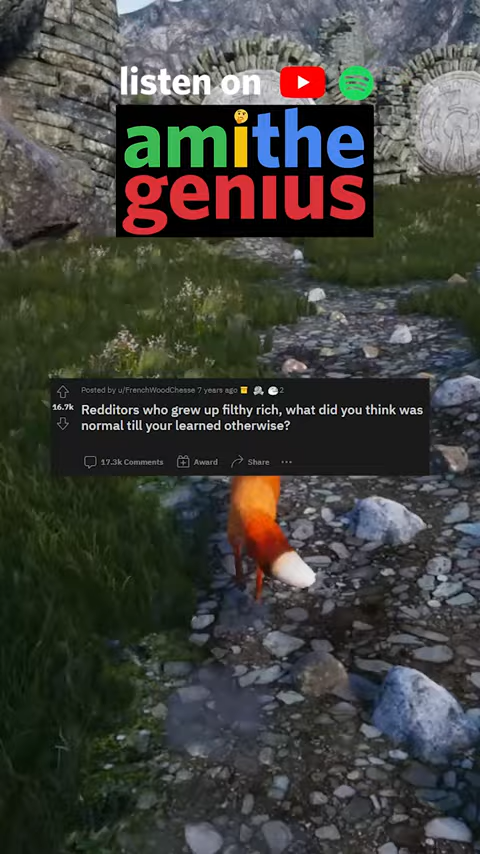 listen on
amithe
genius
Posted by u/FrenchWoodChesse 7 years ago 2
16.7k
Redditors who grew up filthy rich, what did you think was
normal till your learned otherwise?
17.3k Comments Award Share ...